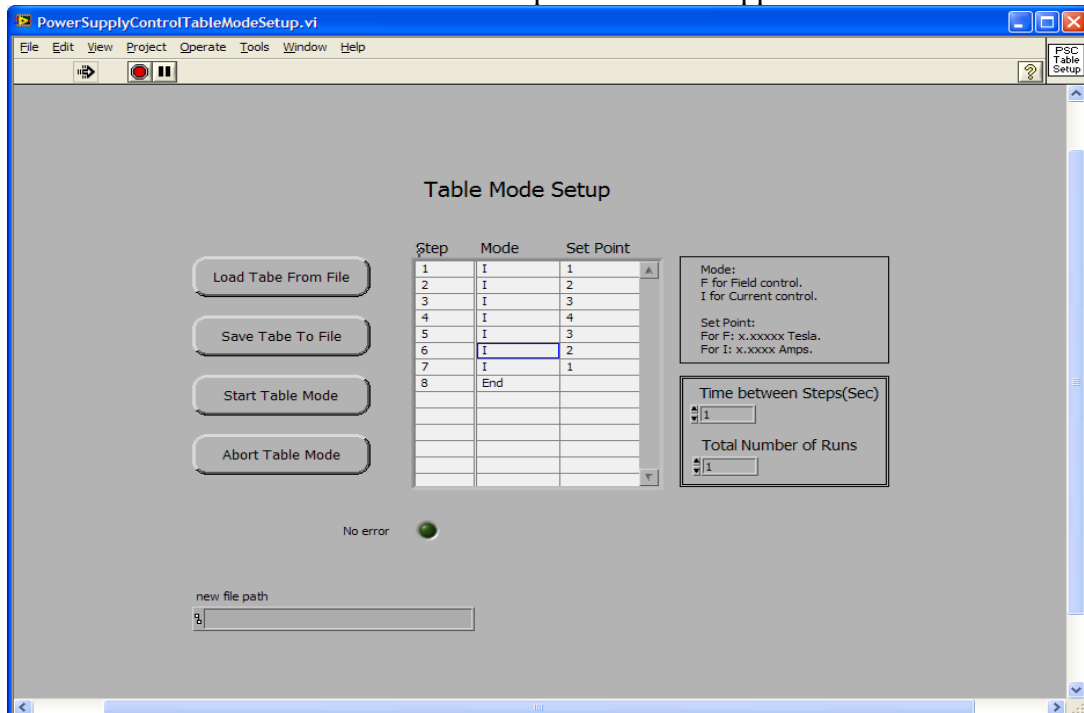 PowerSupplyControlTableModeSetup.vi
File Edit View Project Operate Tools Window Help
PSC
Table
Setup
Table Mode Setup
Step Mode Set Point
1 I 1
2 I 2
3 I 3
4 I 4
5 I 3
6 I 2
7 I 1
8 End
Load Tabe From File
Save Tabe To File
Start Table Mode
Abort Table Mode
Mode:
F for Field control.
I for Current control.
Set Point:
For F: x.xxxxx Tesla.
For I: x.xxxx Amps.
Time between Steps(Sec)
1
Total Number of Runs
1
No error
new file path